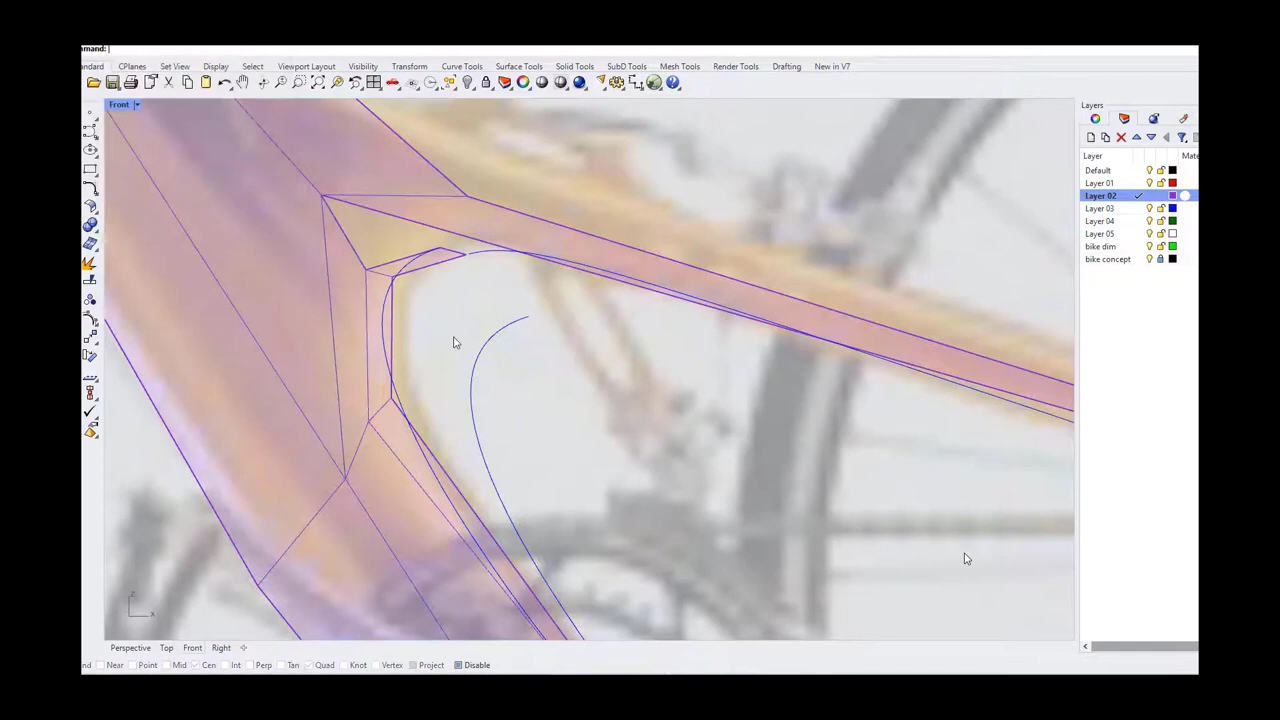 mmand:
andard CPlanes Set View Display Select Viewport Layout Visibility Transform Curve Tools Surface Tools Solid Tools SubD Tools Mesh Tools Render Tools Drafting New in V7
Front
Layers
Layer Mate
Default
Layer 01
Layer 02
Layer 03
Layer 04
Layer 05
bike dim
bike concept
z
x
Perspective Top Front Right
nd Near Point Mid Cen Int Perp Tan Quad Knot Vertex Project Disable